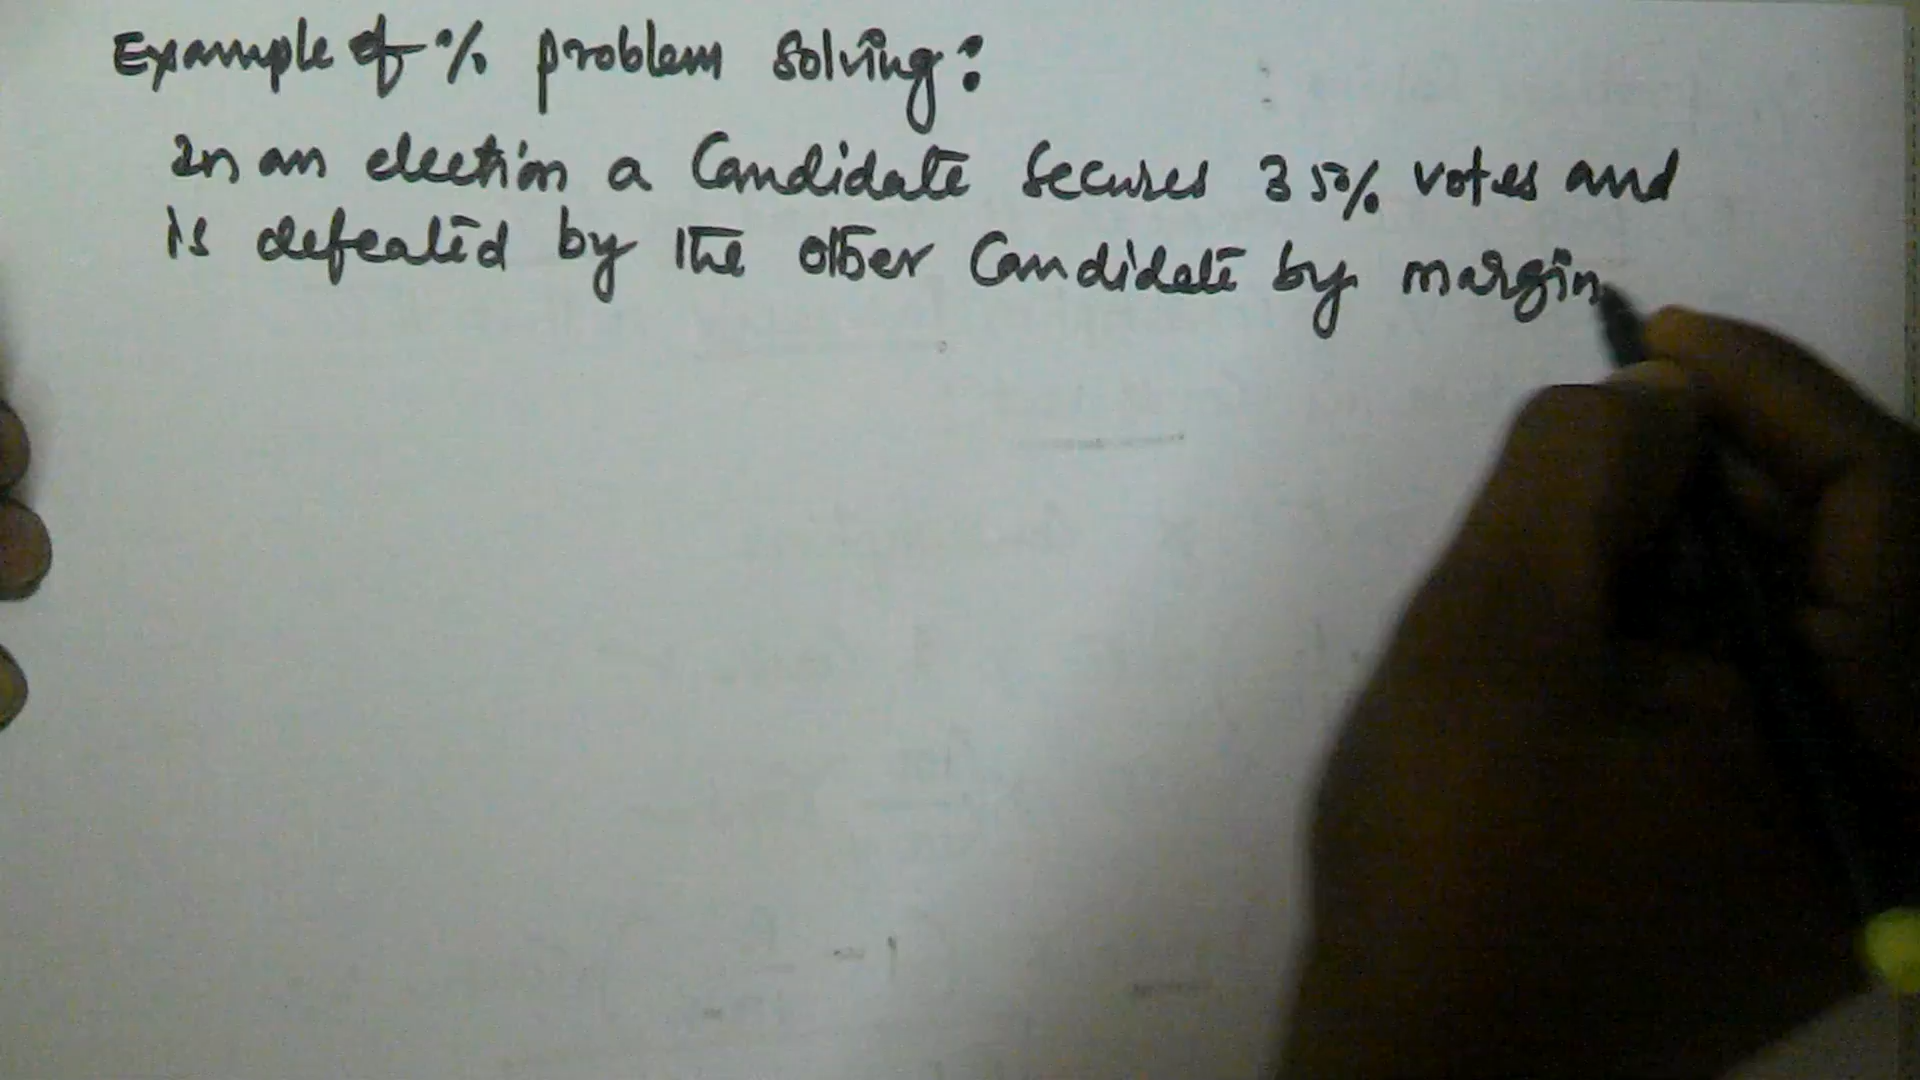 Example of % problem solving:
In an election a Candidate Secures 35% votes and
is defeated by the other Candidate by margin